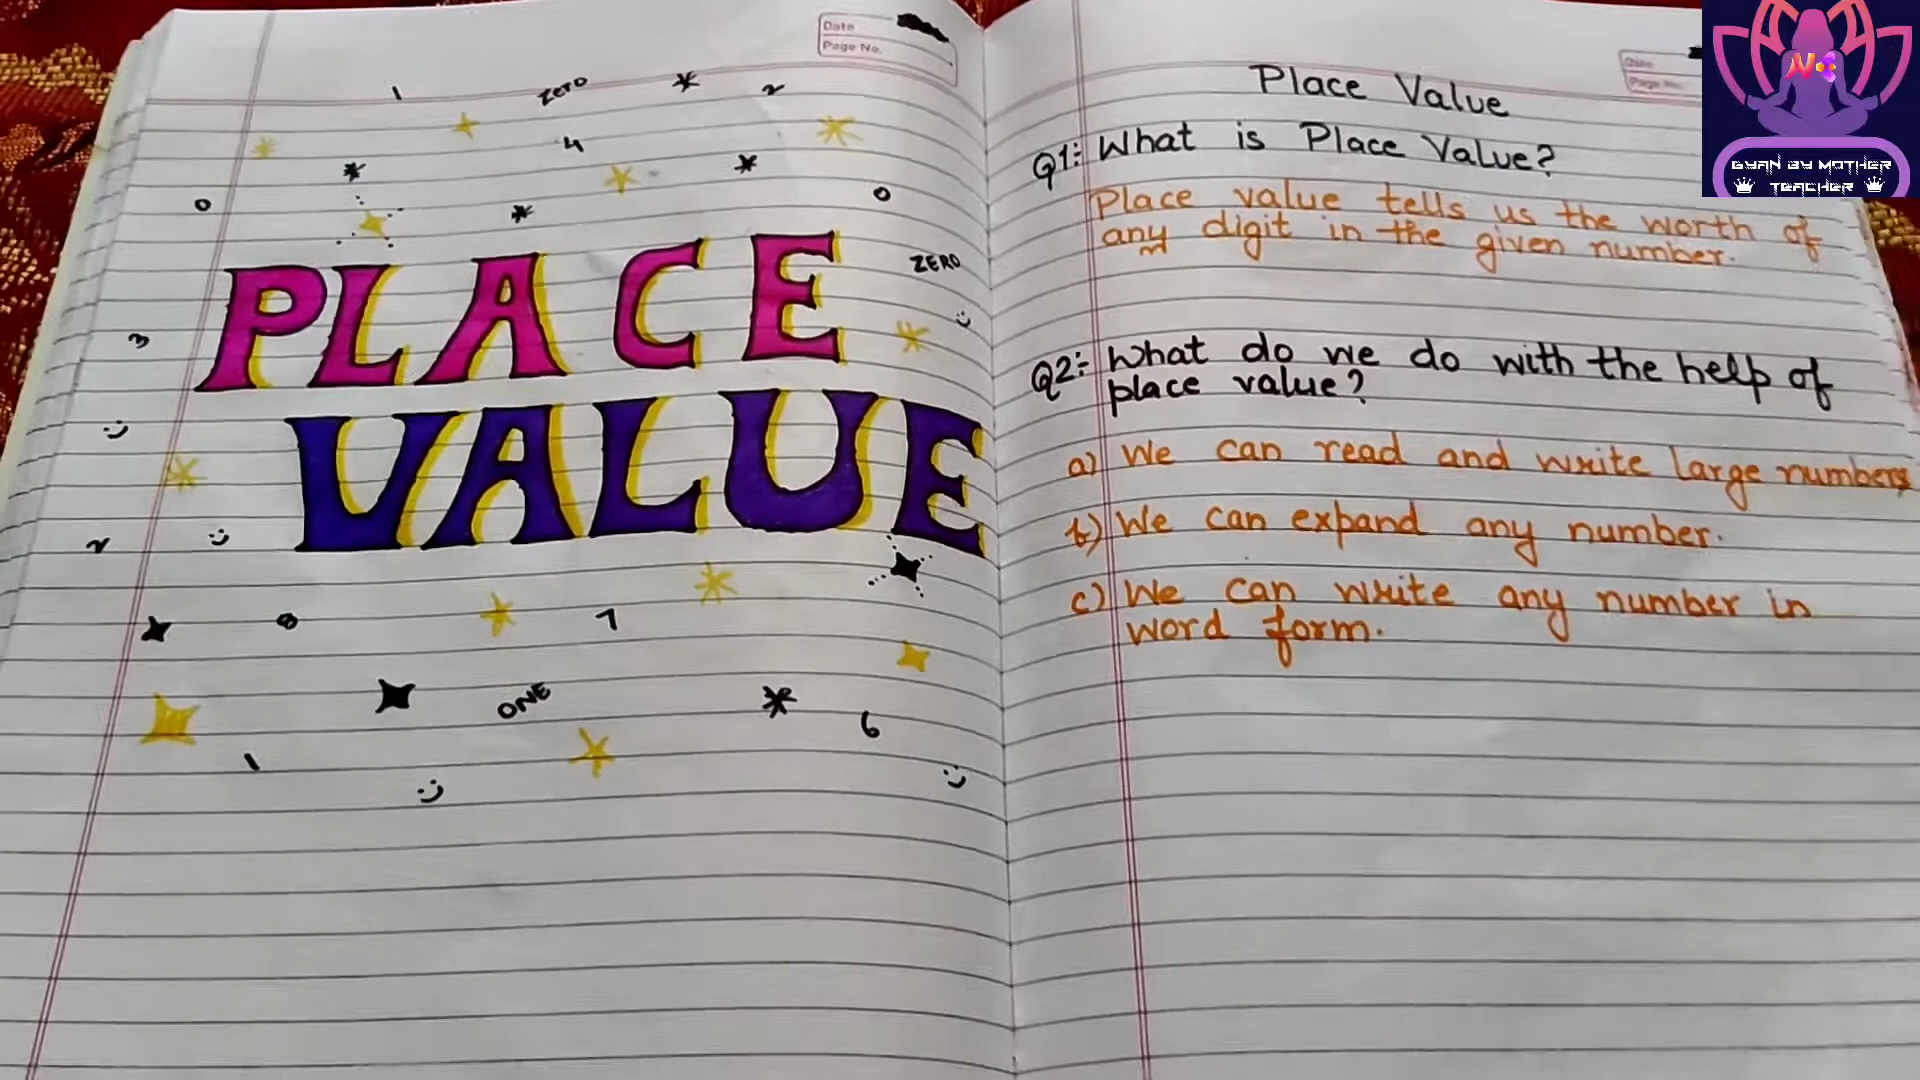 Date
Page No.
1 ZERO 2
4
0 0
PLACE
ZERO
3
VALUE
2
8 7
ONE
6
1
Date
Page No.
Place Value
Q1:- What is Place Value?
Place value tells us the worth of
any digit in the given number.
Q2:- What do we do with the help of
place value?
a) We can read and write large numbers
b) We can expand any number.
c) We can write any number in
word form.
GYAN BY MOTHER
TEACHER